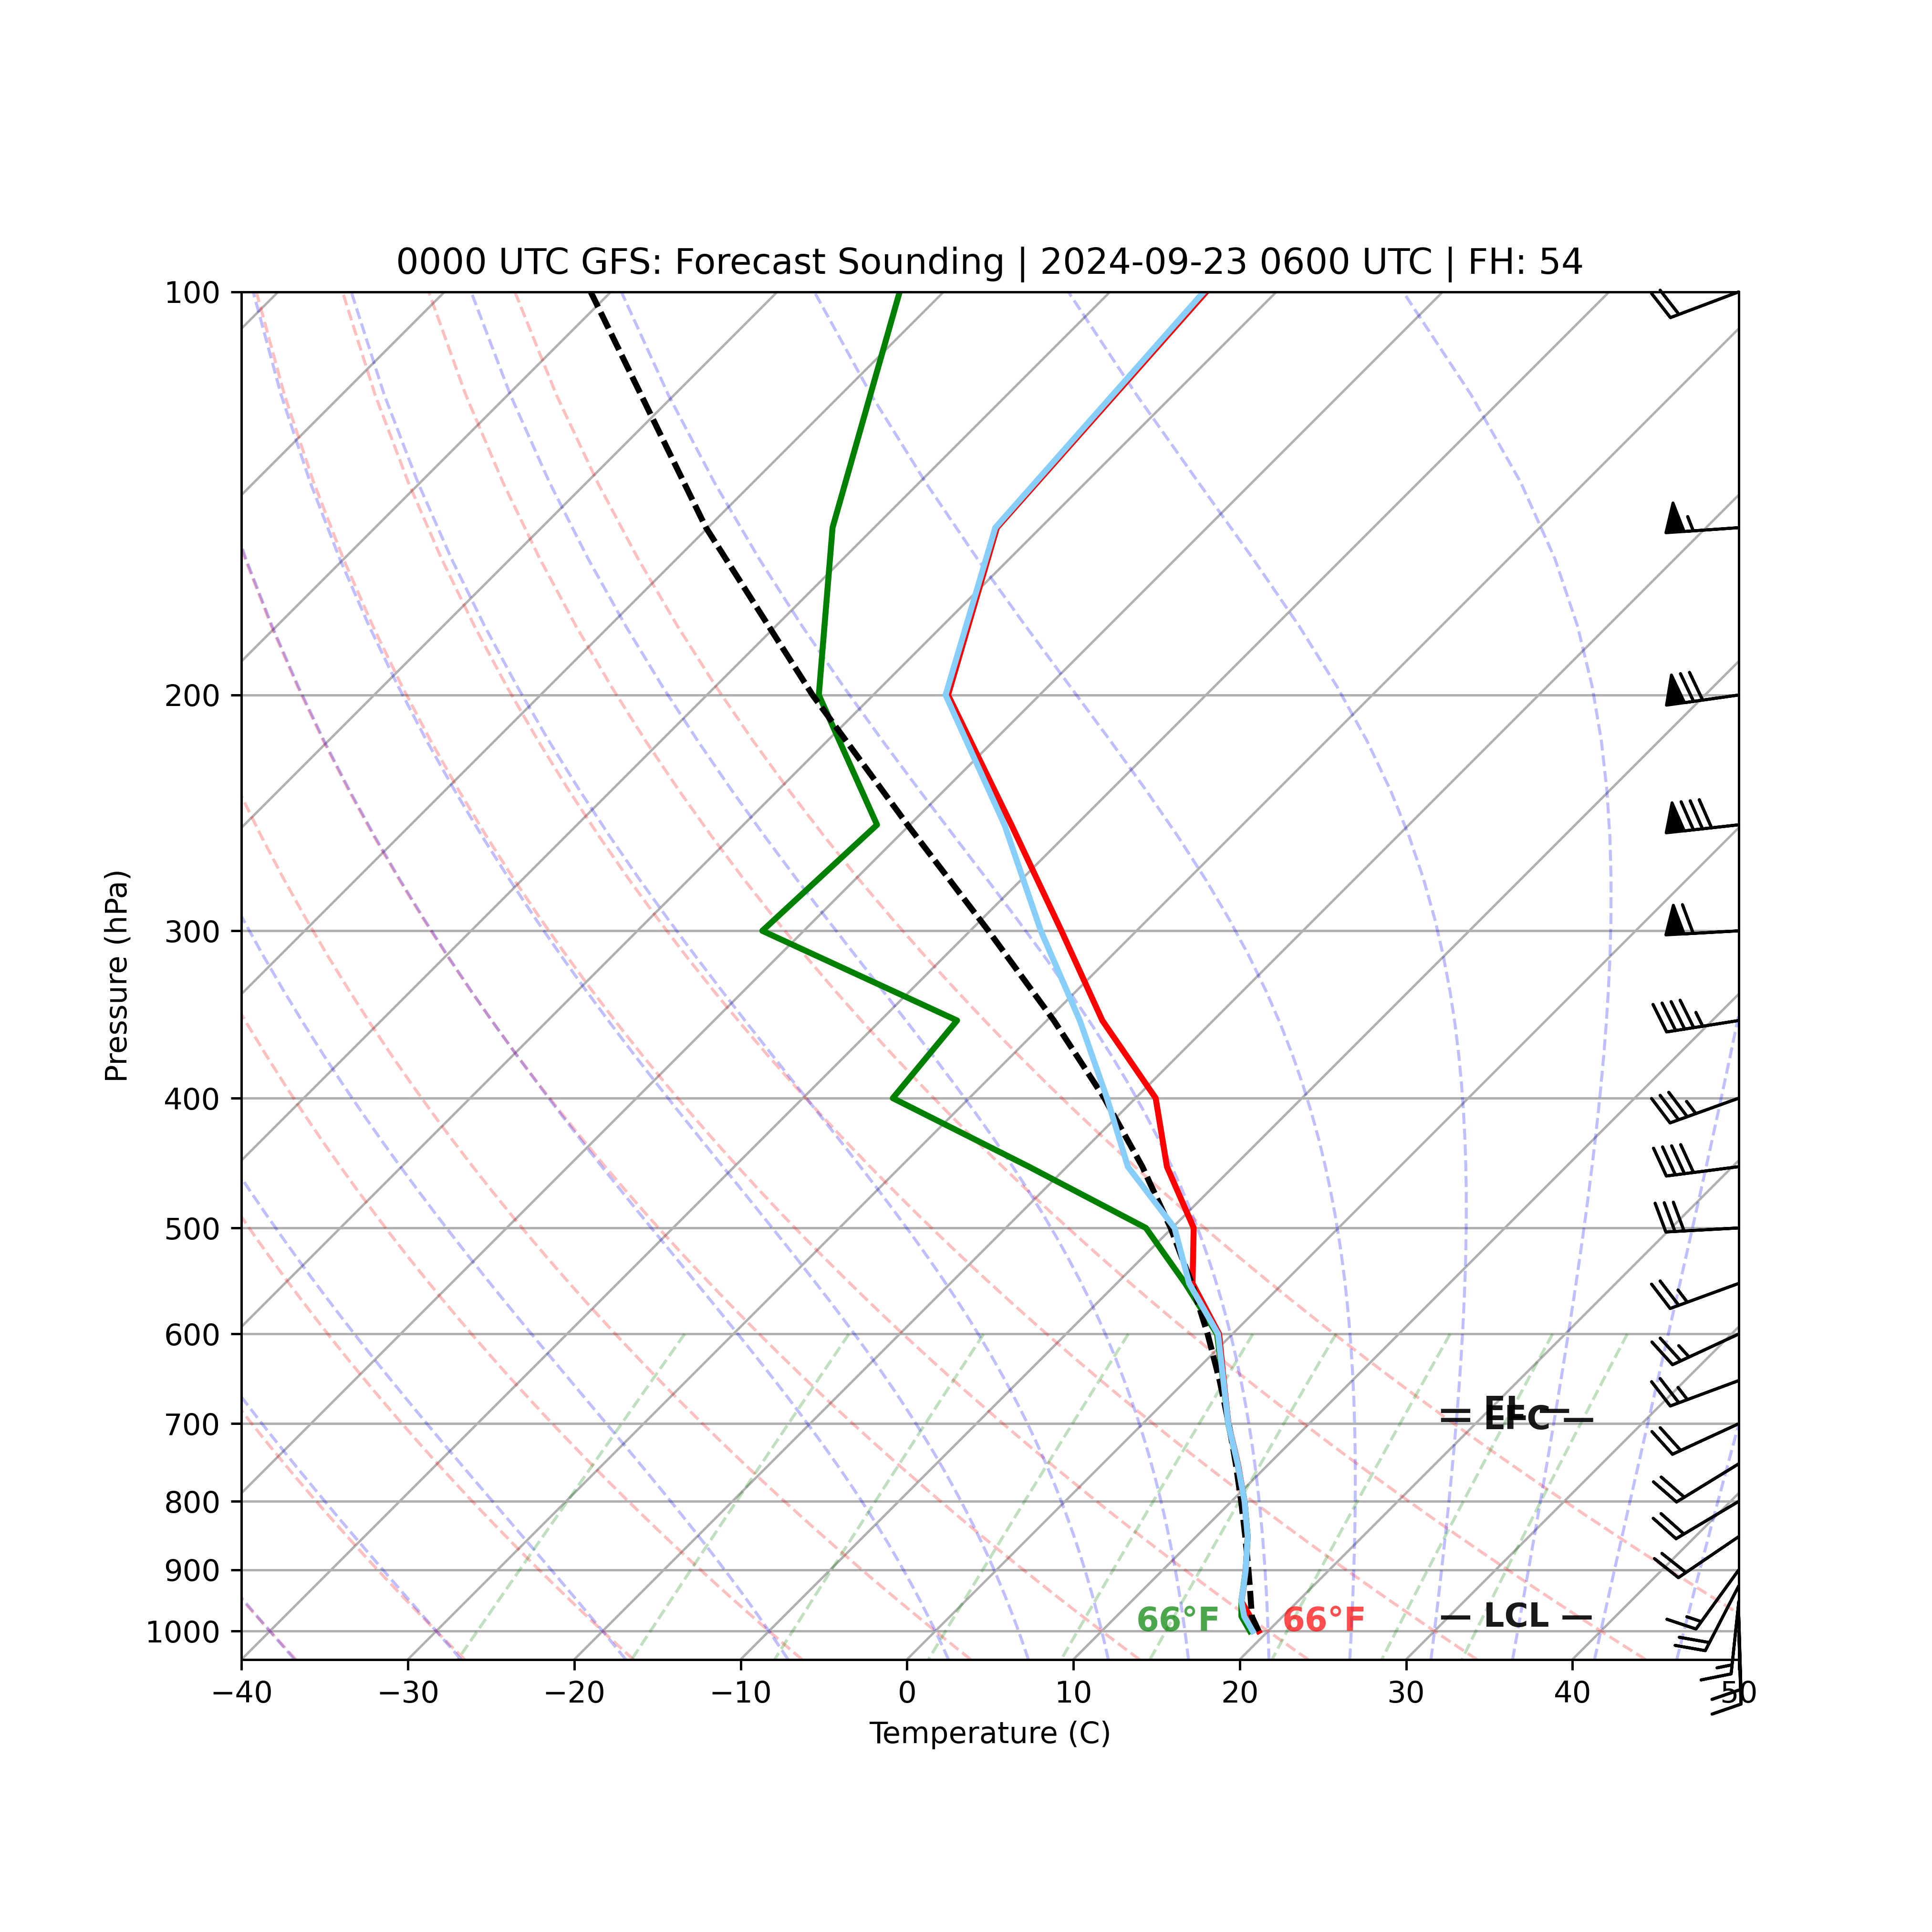 0000 UTC GFS: Forecast Sounding | 2024-09-23 0600 UTC | FH: 54
100
200
300
400
500
600
700
800
900
1000
Pressure (hPa)
— EL —
— LFC —
— LCL —
66°F 66°F
−40 −30 −20 −10 0 10 20 30 40 50
Temperature (C)